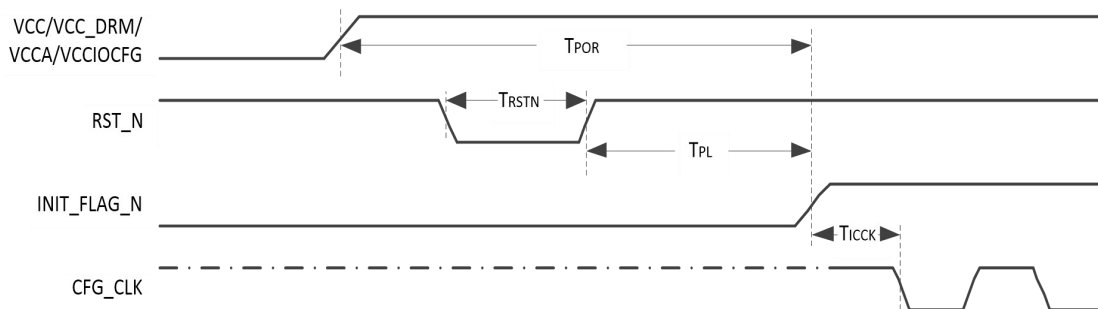 VCC/VCC_DRM/
VCCA/VCCIOCFG
TPOR
RST_N
TRSTN
TPL
INIT_FLAG_N
TICCK
CFG_CLK